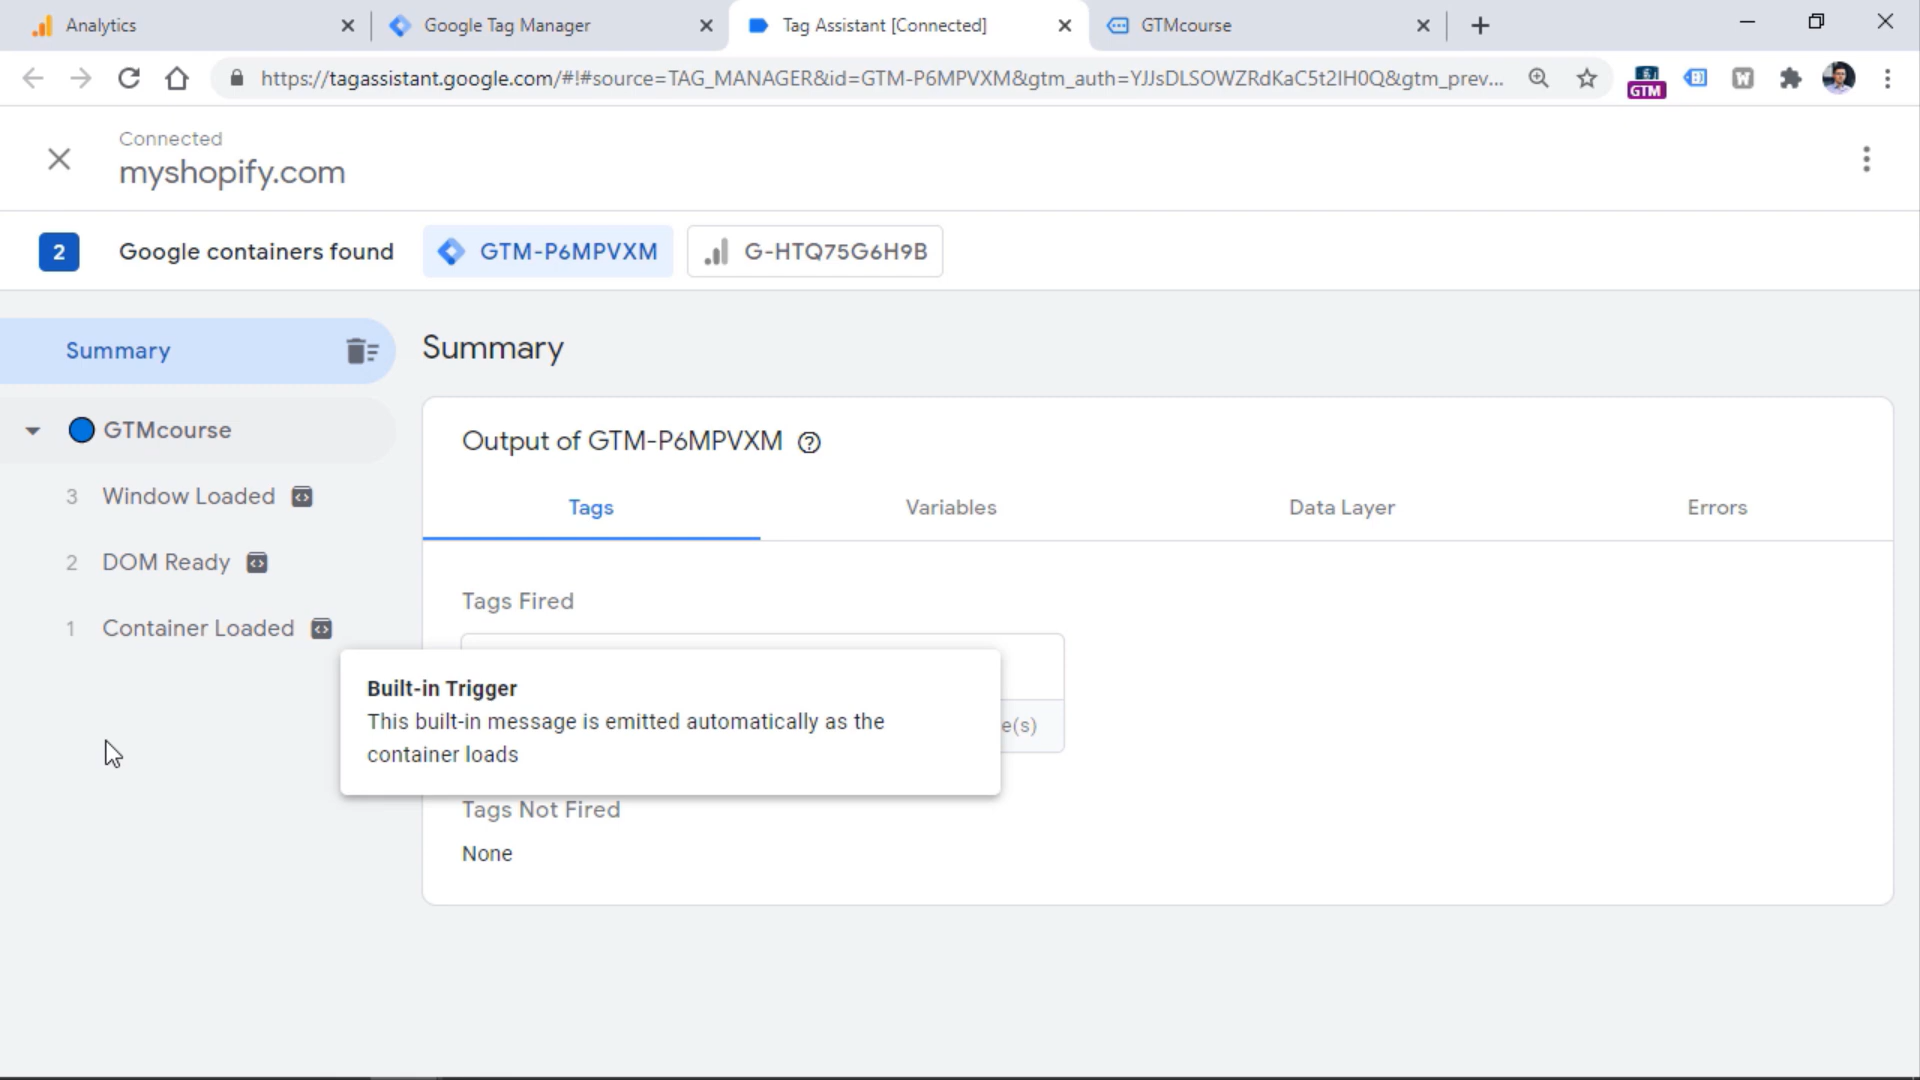 Analytics
Google Tag Manager
Tag Assistant [Connected]
GTMcourse
https://tagassistant.google.com/#!#source=TAG_MANAGER&id=GTM-P6MPVXM&gtm_auth=YJJsDLSOWZRdKaC5t2IH0Q&gtm_prev...
GTM
W
Connected
myshopify.com
2 Google containers found GTM-P6MPVXM G-HTQ75G6H9B
Summary
GTMcourse
3 Window Loaded
2 DOM Ready
1 Container Loaded
Summary
Output of GTM-P6MPVXM
Tags Variables Data Layer Errors
Tags Fired
Built-in Trigger
This built-in message is emitted automatically as the
container loads
e(s)
Tags Not Fired
None